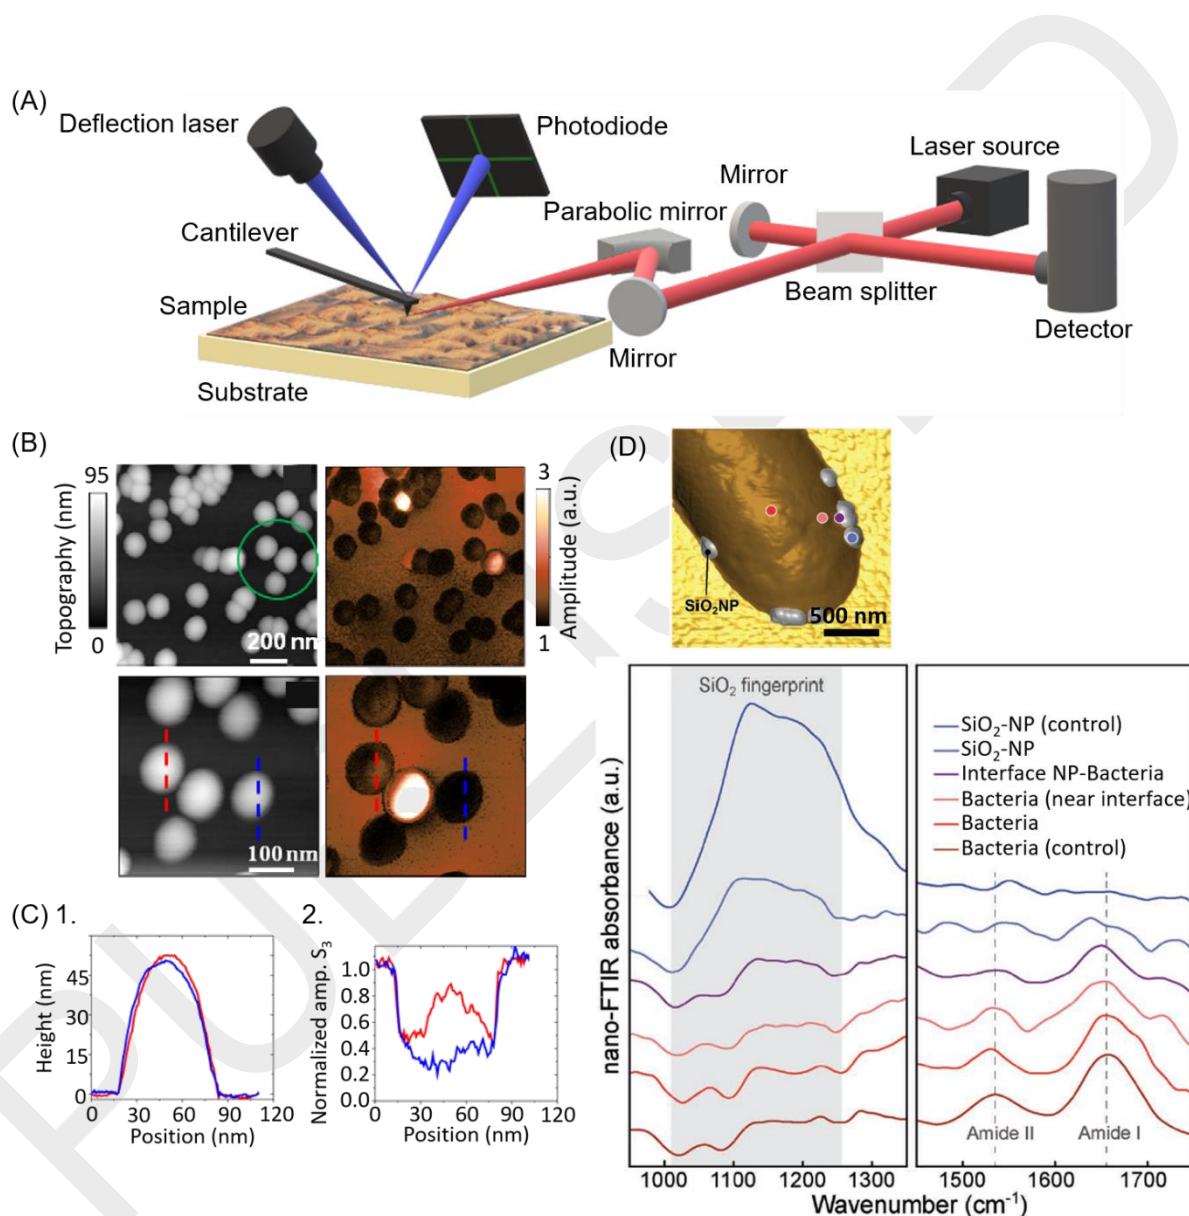 (A)
Deflection laser
Photodiode
Laser source
Mirror
Parabolic mirror
Cantilever
Sample
Beam splitter
Detector
Mirror
Substrate
(B)
95
Topography (nm)
0
200 nm
3
Amplitude (a.u.)
1
100 nm
(C) 1.
Height (nm)
45
30
15
0
0 30 60 90 120
Position (nm)
2.
Normalized amp. S3
1.0
0.8
0.6
0.4
0.2
0.0
0 30 60 90 120
Position (nm)
(D)
SiO2NP
500 nm
SiO2 fingerprint
SiO2-NP (control)
SiO2-NP
Interface NP-Bacteria
Bacteria (near interface)
Bacteria
Bacteria (control)
nano-FTIR absorbance (a.u.)
Amide II
Amide I
1000 1100 1200 1300
1500 1600 1700
Wavenumber (cm-1)